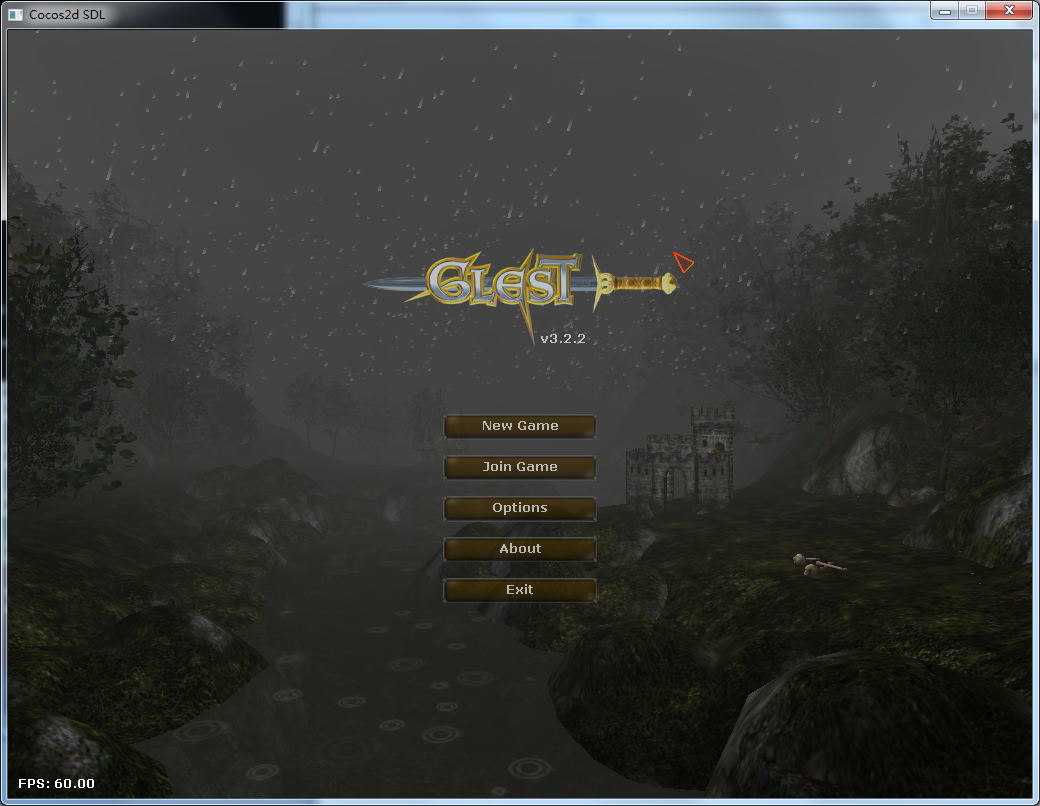 Cocos2d SDL
GLEST
v3.2.2
New Game
Join Game
Options
About
Exit
FPS: 60.00